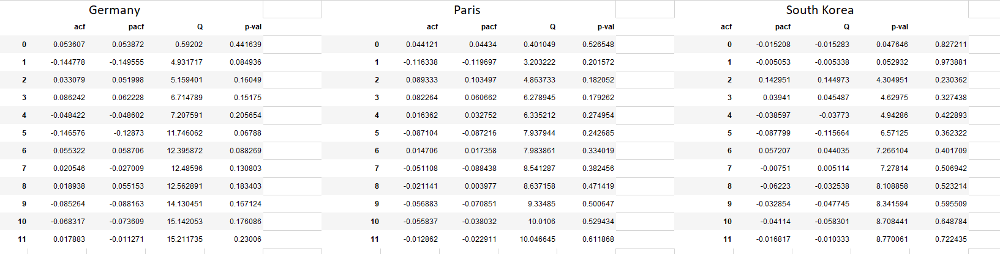 Germany Paris South Korea
acf pacf Q p-val acf pacf Q p-val acf pacf Q p-val
0 0.053607 0.053872 0.59202 0.441639 0 0.044121 0.04434 0.401049 0.526548 0 -0.015208 -0.015283 0.047646 0.827211
1 -0.144778 -0.149555 4.931717 0.084936 1 -0.116338 -0.119697 3.203222 0.201572 1 -0.005053 -0.005338 0.052932 0.973881
2 0.033079 0.051998 5.159401 0.16049 2 0.089333 0.103497 4.863733 0.182052 2 0.142951 0.144973 4.304951 0.230362
3 0.086242 0.062228 6.714789 0.15175 3 0.082264 0.060662 6.278945 0.179262 3 0.03941 0.045487 4.62975 0.327438
4 -0.048422 -0.048602 7.207591 0.205654 4 0.016362 0.032752 6.335212 0.274954 4 -0.038597 -0.03773 4.94286 0.422893
5 -0.146576 -0.12873 11.746062 0.06788 5 -0.087104 -0.087216 7.937944 0.242685 5 -0.087799 -0.115664 6.57125 0.362322
6 0.055322 0.058706 12.395872 0.088269 6 0.014706 0.017358 7.983861 0.334019 6 0.057207 0.044035 7.266104 0.401709
7 0.020546 -0.027009 12.48596 0.130803 7 -0.051108 -0.088438 8.541287 0.382456 7 -0.00751 0.005114 7.27814 0.506942
8 0.018938 0.055153 12.562891 0.183403 8 -0.021141 0.003977 8.637158 0.471419 8 -0.06223 -0.032538 8.108858 0.523214
9 -0.085264 -0.088163 14.130451 0.167124 9 -0.056883 -0.070851 9.33485 0.500647 9 -0.032854 -0.047745 8.341594 0.595509
10 -0.068317 -0.073609 15.142053 0.176086 10 -0.055837 -0.038032 10.0106 0.529434 10 -0.04114 -0.058301 8.708441 0.648784
11 0.017883 -0.011271 15.211735 0.23006 11 -0.012862 -0.022911 10.046645 0.611868 11 -0.016817 -0.010333 8.770061 0.722435